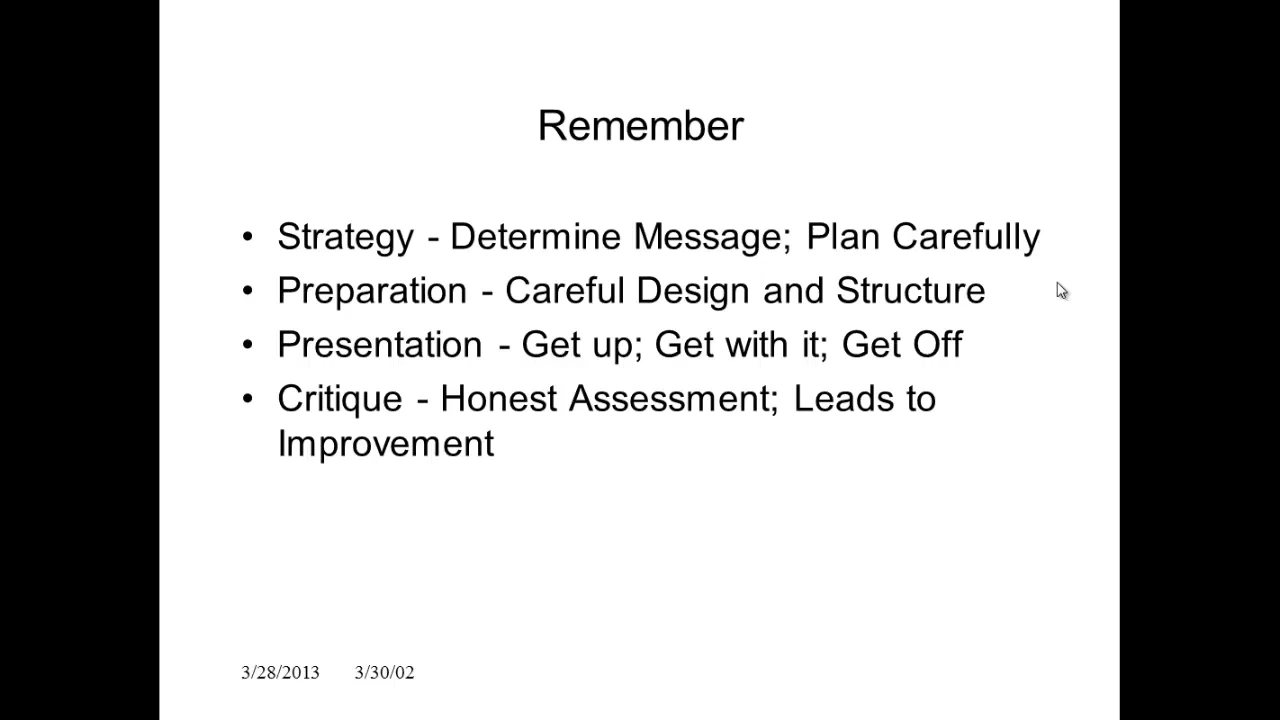 Remember
• Strategy - Determine Message; Plan Carefully
• Preparation - Careful Design and Structure
• Presentation - Get up; Get with it; Get Off
• Critique - Honest Assessment; Leads to
Improvement
3/28/2013 3/30/02